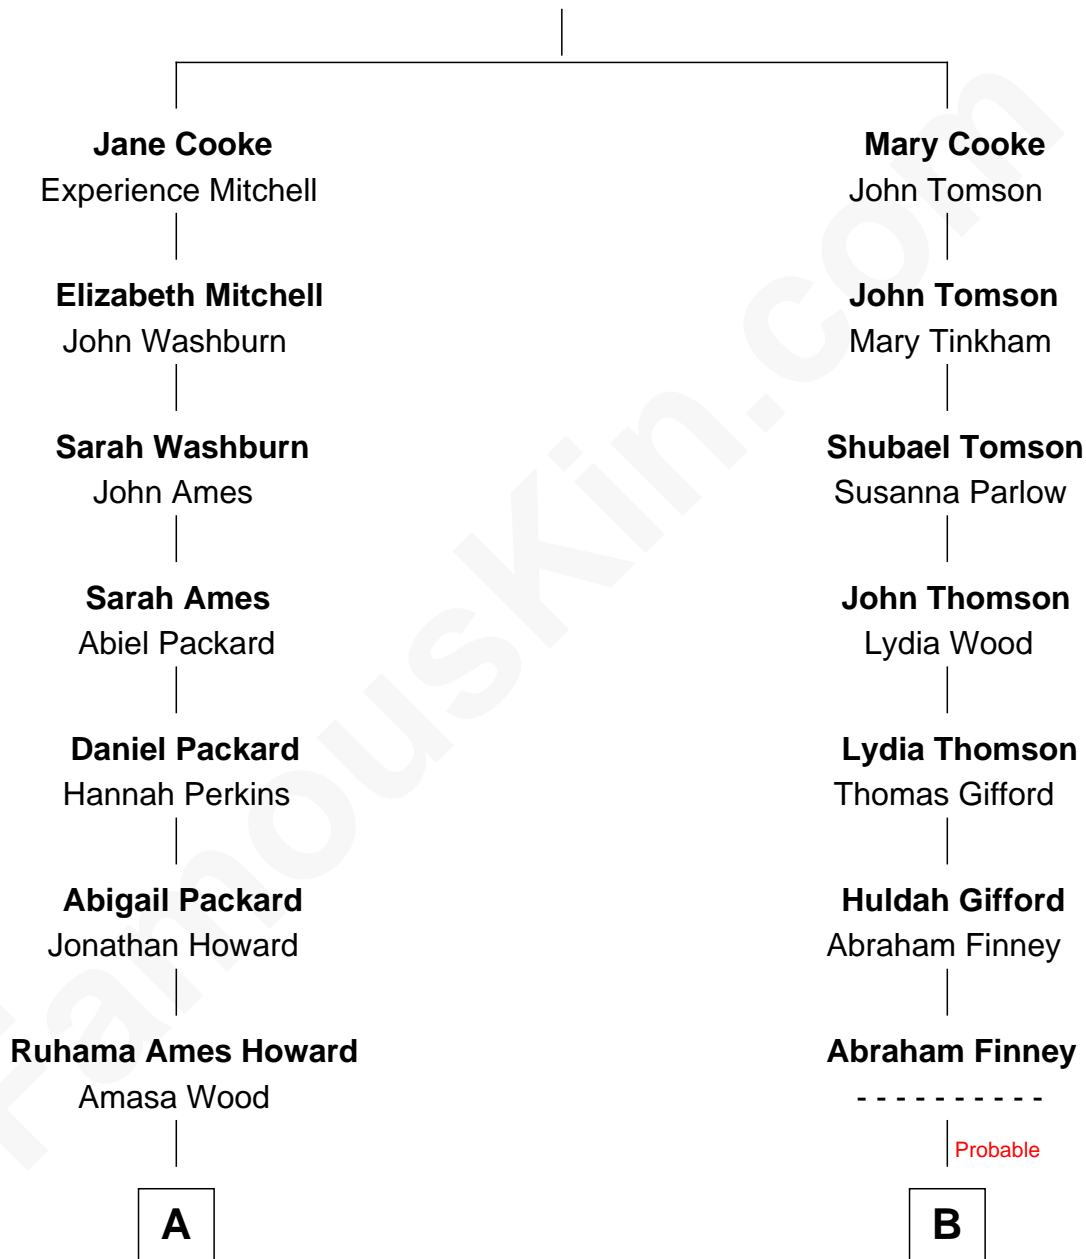 Jane Cooke
Experience Mitchell
Elizabeth Mitchell
John Washburn
Sarah Washburn
John Ames
Sarah Ames
Abiel Packard
Daniel Packard
Hannah Perkins
Abigail Packard
Jonathan Howard
Ruhama Ames Howard
Amasa Wood
A
Mary Cooke
John Tomson
John Tomson
Mary Tinkham
Shubael Tomson
Susanna Parlow
John Thomson
Lydia Wood
Lydia Thomson
Thomas Gifford
Huldah Gifford
Abraham Finney
Abraham Finney
- - - - - - - - - -
Probable
B
FamousKin.com